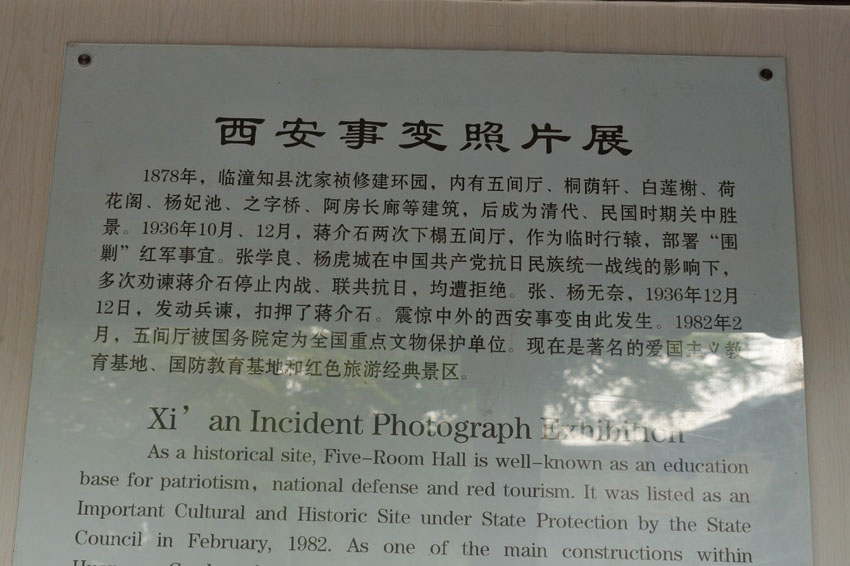 西安事变照片展
1878年，临潼知县沈家祯修建环园，内有五间厅、桐荫轩、白莲榭、荷
花阁、杨妃池、之字桥、阿房长廊等建筑，后成为清代、民国时期关中胜
景。1936年10月、12月，蒋介石两次下榻五间厅，作为临时行辕，部署“围
剿”红军事宜。张学良、杨虎城在中国共产党抗日民族统一战线的影响下，
多次劝谏蒋介石停止内战、联共抗日，均遭拒绝。张、杨无奈，1936年12月
12日，发动兵谏，扣押了蒋介石。震惊中外的西安事变由此发生。1982年2
月，五间厅被国务院定为全国重点文物保护单位。现在是著名的爱国主义教
育基地、国防教育基地和红色旅游经典景区。
Xi’an Incident Photograph Exhibition
As a historical site, Five-Room Hall is well-known as an education
base for patriotism, national defense and red tourism. It was listed as an
Important Cultural and Historic Site under State Protection by the State
Council in February, 1982. As one of the main constructions within